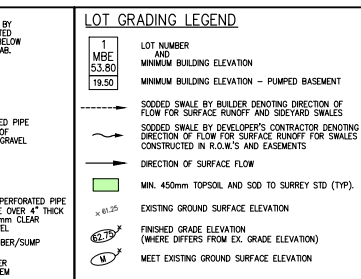 BY
TED
BELOW
AB.
ED PIPE
OF
GRAVEL
PERFORATED PIPE
E OVER 4" THICK
mm CLEAR
VEL
BER/SUMP
ER
EM
LOT GRADING LEGEND
1
MBE
53.80
19.50
LOT NUMBER
AND
MINIMUM BUILDING ELEVATION
MINIMUM BUILDING ELEVATION - PUMPED BASEMENT
SODDED SWALE BY BUILDER DENOTING DIRECTION OF
FLOW FOR SURFACE RUNOFF AND SIDEYARD SWALES
SODDED SWALE BY DEVELOPER'S CONTRACTOR DENOTING
DIRECTION OF FLOW FOR SURFACE RUNOFF FOR SWALES
CONSTRUCTED IN R.O.W.'S AND EASEMENTS
DIRECTION OF SURFACE FLOW
MIN. 450mm TOPSOIL AND SOD TO SURREY STD (TYP).
x 61.25 EXISTING GROUND SURFACE ELEVATION
62.75 x FINISHED GRADE ELEVATION
(WHERE DIFFERS FROM EX. GRADE ELEVATION)
M x MEET EXISTING GROUND SURFACE ELEVATION